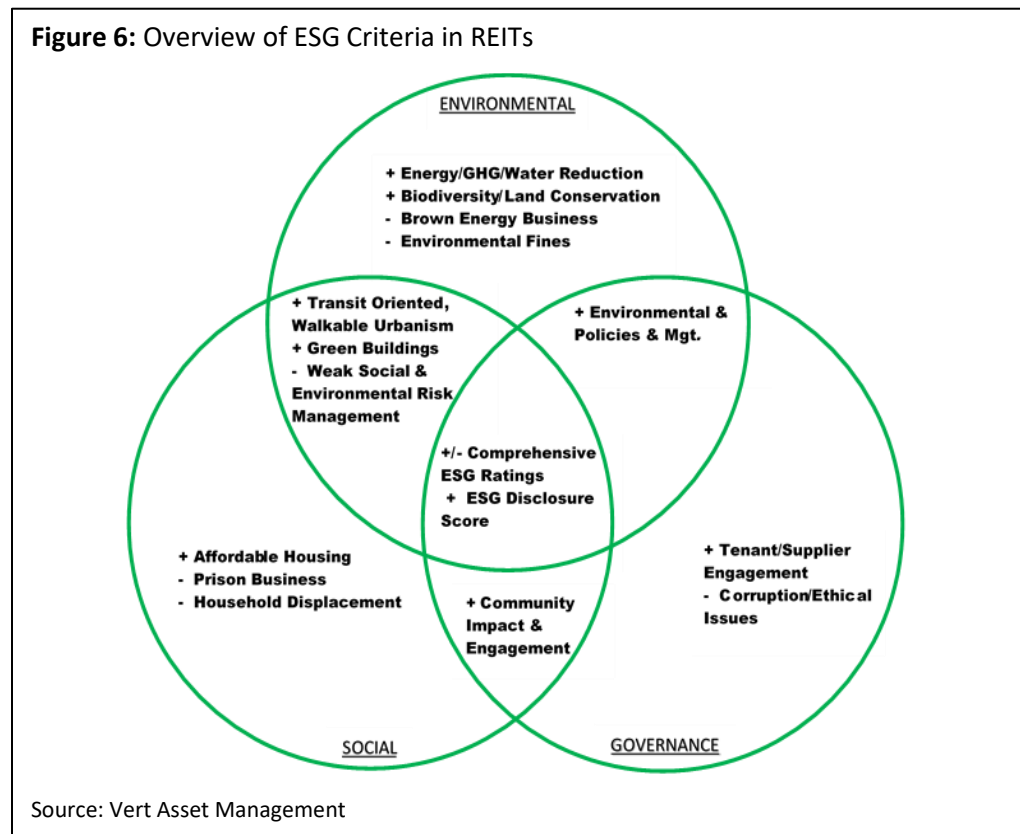 Figure 6: Overview of ESG Criteria in REITs
ENVIRONMENTAL
+ Energy/GHG/Water Reduction
+ Biodiversity/Land Conservation
- Brown Energy Business
- Environmental Fines
+ Transit Oriented,
Walkable Urbanism
+ Green Buildings
- Weak Social &
Environmental Risk
Management
+ Environmental &
Policies & Mgt.
+/- Comprehensive
ESG Ratings
+ ESG Disclosure
Score
+ Affordable Housing
- Prison Business
- Household Displacement
+ Community
Impact &
Engagement
+ Tenant/Supplier
Engagement
- Corruption/Ethical
Issues
SOCIAL
GOVERNANCE
Source: Vert Asset Management